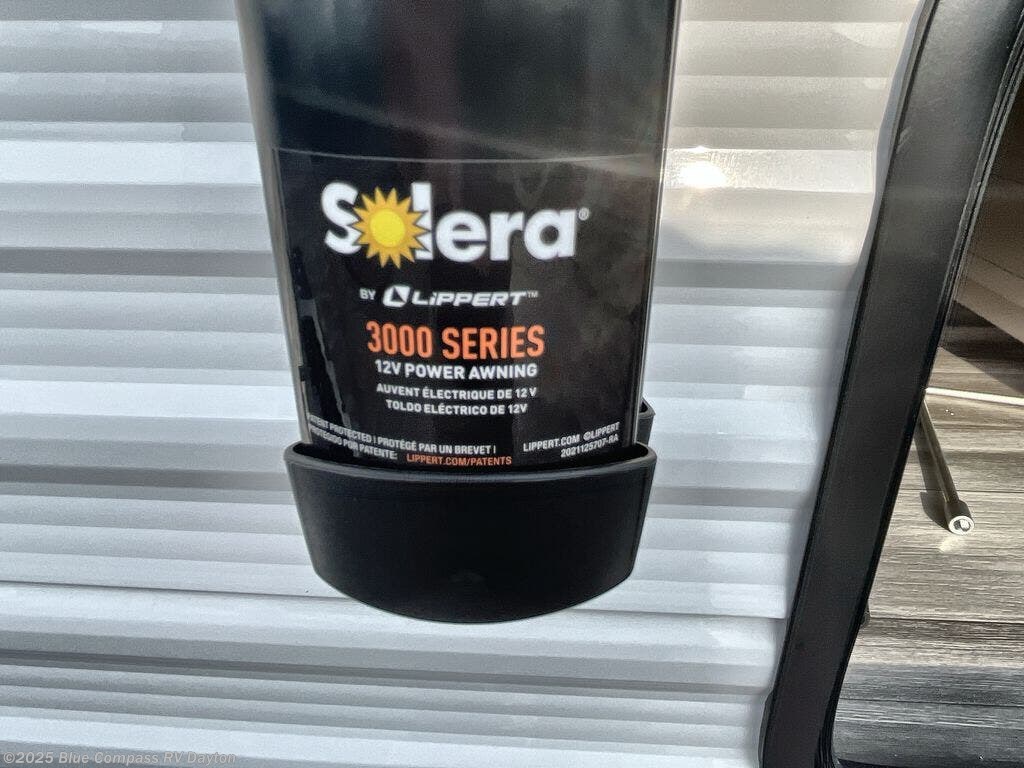 Solera®
BY LIPPERT™
3000 SERIES
12V POWER AWNING
AUVENT ÉLECTRIQUE DE 12 V
TOLDO ELÉCTRICO DE 12V
PATENT PROTECTED | PROTÉGÉ PAR UN BREVET |
PROTEGIDO POR PATENTE: LIPPERT.COM/PATENTS
LIPPERT.COM @LIPPERT
2021125707-RA
©2025 Blue Compass RV Dayton